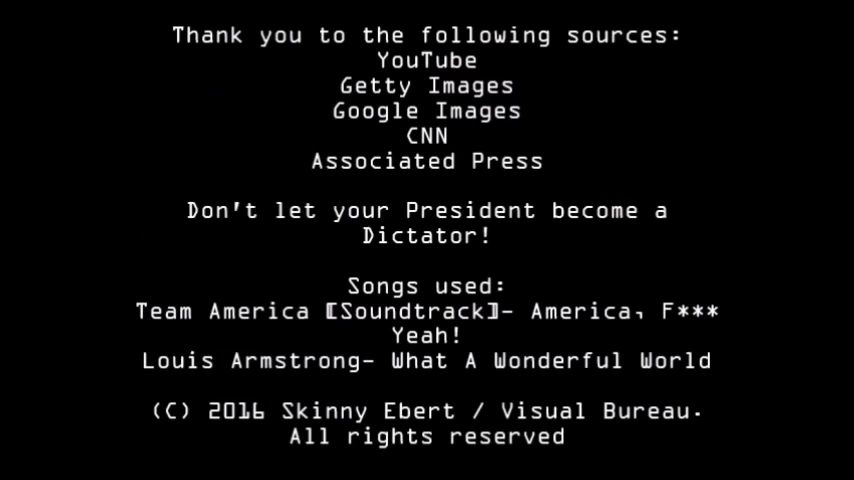 Thank you to the following sources:
YouTube
Getty Images
Google Images
CNN
Associated Press
Don't let your President become a
Dictator!
Songs used:
Team America [Soundtrack]- America, F***
Yeah!
Louis Armstrong- What A Wonderful World
(C) 2016 Skinny Ebert / Visual Bureau.
All rights reserved